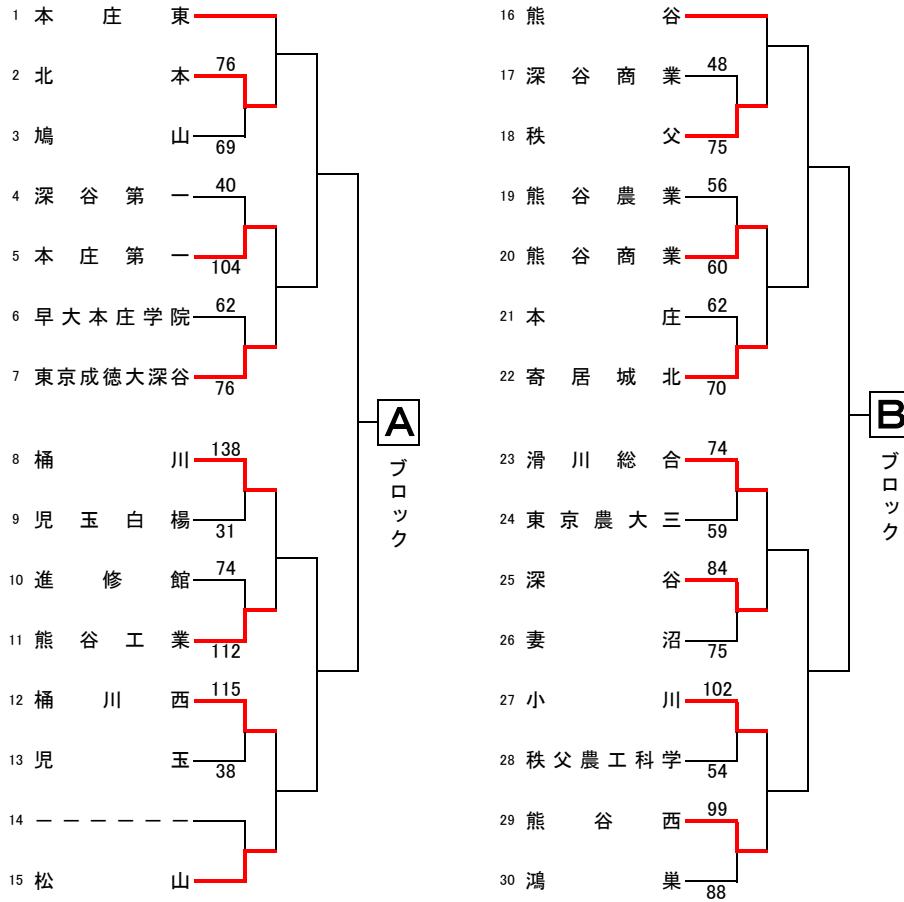 1 本庄東
2 北本 76
3 鳩山 69
4 深谷第一 40
5 本庄第一 104
6 早大本庄学院 62
7 東京成徳大深谷 76
A
ブロック
8 桶川 138
9 児玉白楊 31
10 進修館 74
11 熊谷工業 112
12 桶川西 115
13 児玉 38
14 ーーーーーー
15 松山
16 熊谷
17 深谷商業 48
18 秩父 75
19 熊谷農業 56
20 熊谷商業 60
21 本庄 62
22 寄居城北 70
B
ブロック
23 滑川総合 74
24 東京農大三 59
25 深谷 84
26 妻沼 75
27 小川 102
28 秩父農工科学 54
29 熊谷西 99
30 鴻巣 88